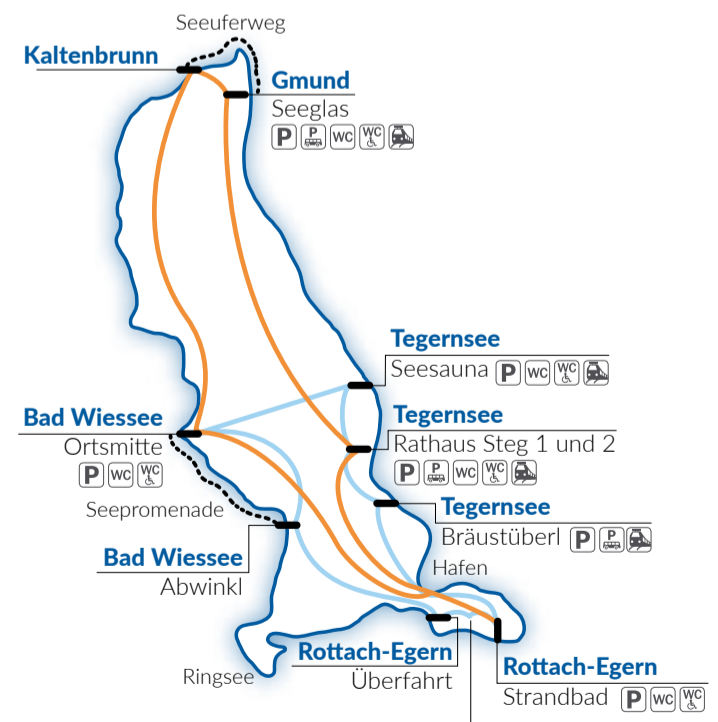 Seeuferweg
Kaltenbrunn
Gmund
Seeglas
P P WC WC
Tegernsee
Seesauna P WC WC
Bad Wiessee
Ortsmitte
P WC WC
Tegernsee
Rathaus Steg 1 und 2
P P WC WC
Seepromenade
Tegernsee
Bräustüberl P P
Bad Wiessee
Abwinkl
Hafen
Ringsee
Rottach-Egern
Überfahrt
Rottach-Egern
Strandbad P WC WC